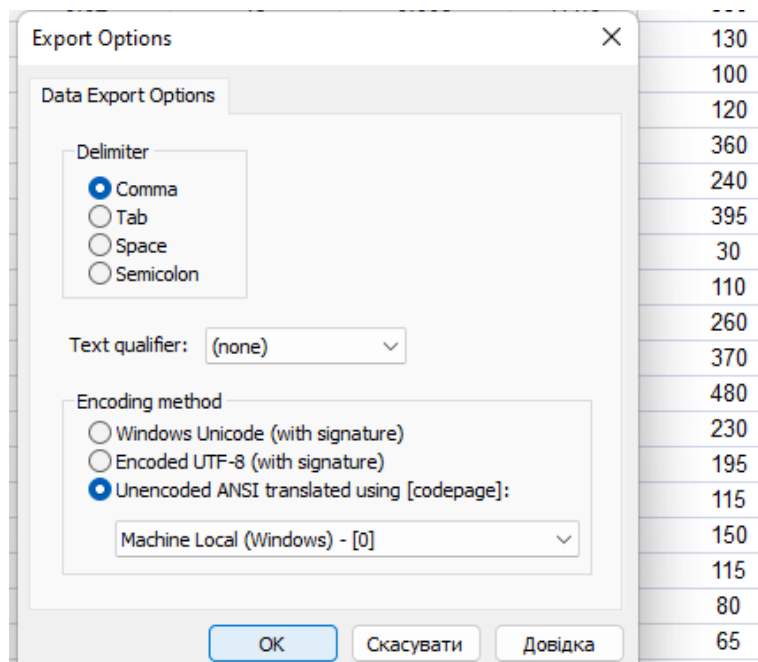 Export Options
Data Export Options
Delimiter
Comma
Tab
Space
Semicolon
Text qualifier: (none)
Encoding method
Windows Unicode (with signature)
Encoded UTF-8 (with signature)
Unencoded ANSI translated using [codepage]:
Machine Local (Windows) - [0]
OK Скасувати Довідка
130
100
120
360
240
395
30
110
260
370
480
230
195
115
150
115
80
65